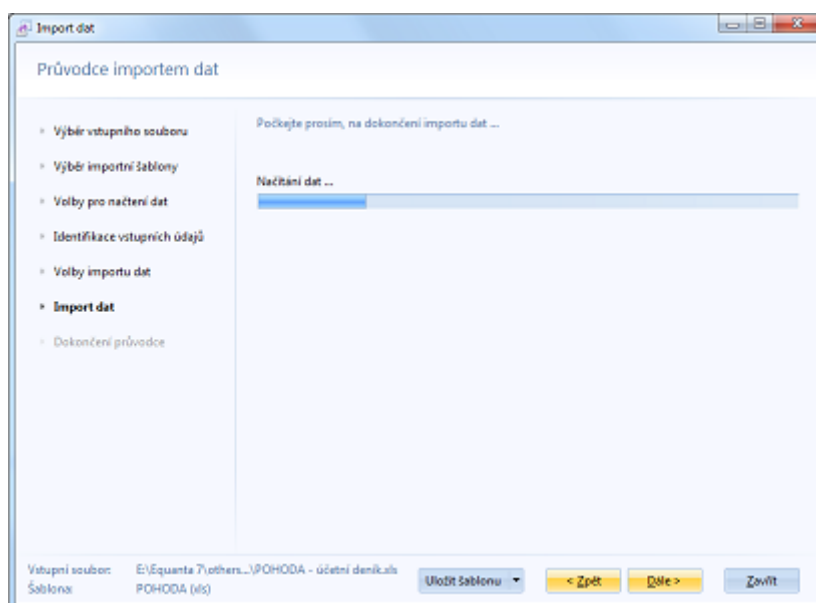 Import dat
Průvodce importem dat
Výběr vstupního souboru
Výběr importní šablony
Volby pro načtení dat
Identifikace vstupních údajů
Volby importu dat
Import dat
Dokončení průvodce
Počkejte prosím, na dokončení importu dat ...
Načítání dat ...
Vstupní soubor: E:\Equanta 7\others...\POHODA - účetní deník.xls
Šablona: POHODA (xls)
Uložit šablonu
< Zpět
Dále >
Zavřít